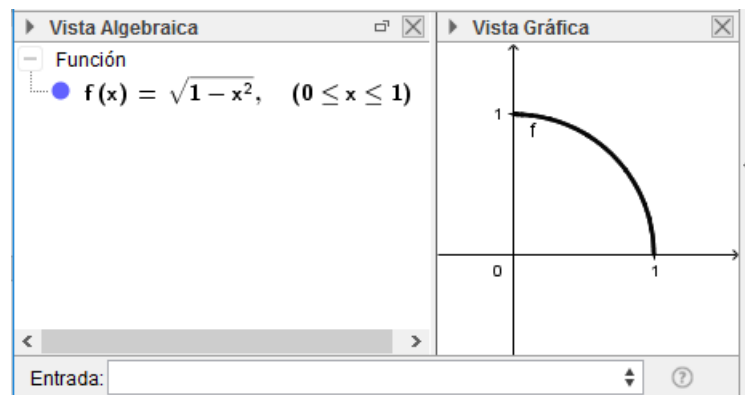 Vista Algebraica
Función
f(x) = √(1 − x²), (0 ≤ x ≤ 1)
Vista Gráfica
1
f
0
1
Entrada: